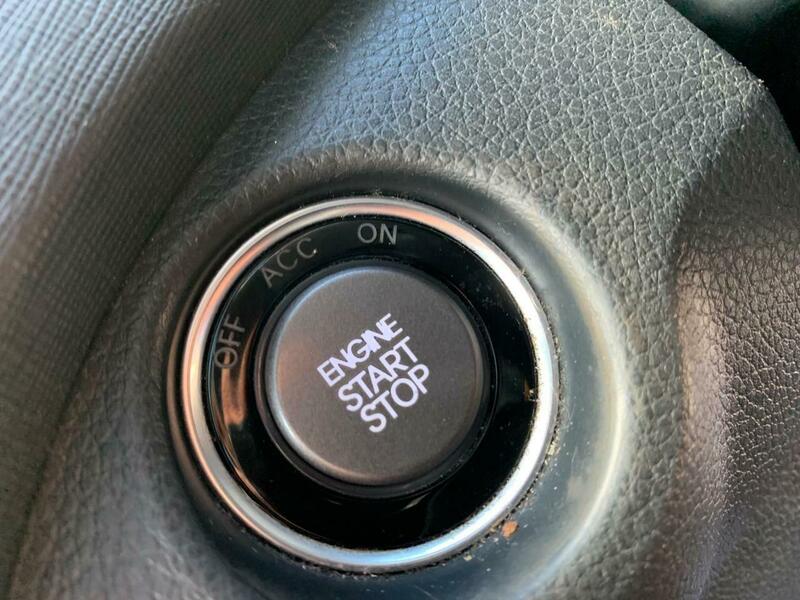 OFF
ACC
ON
ENGINE
START
STOP